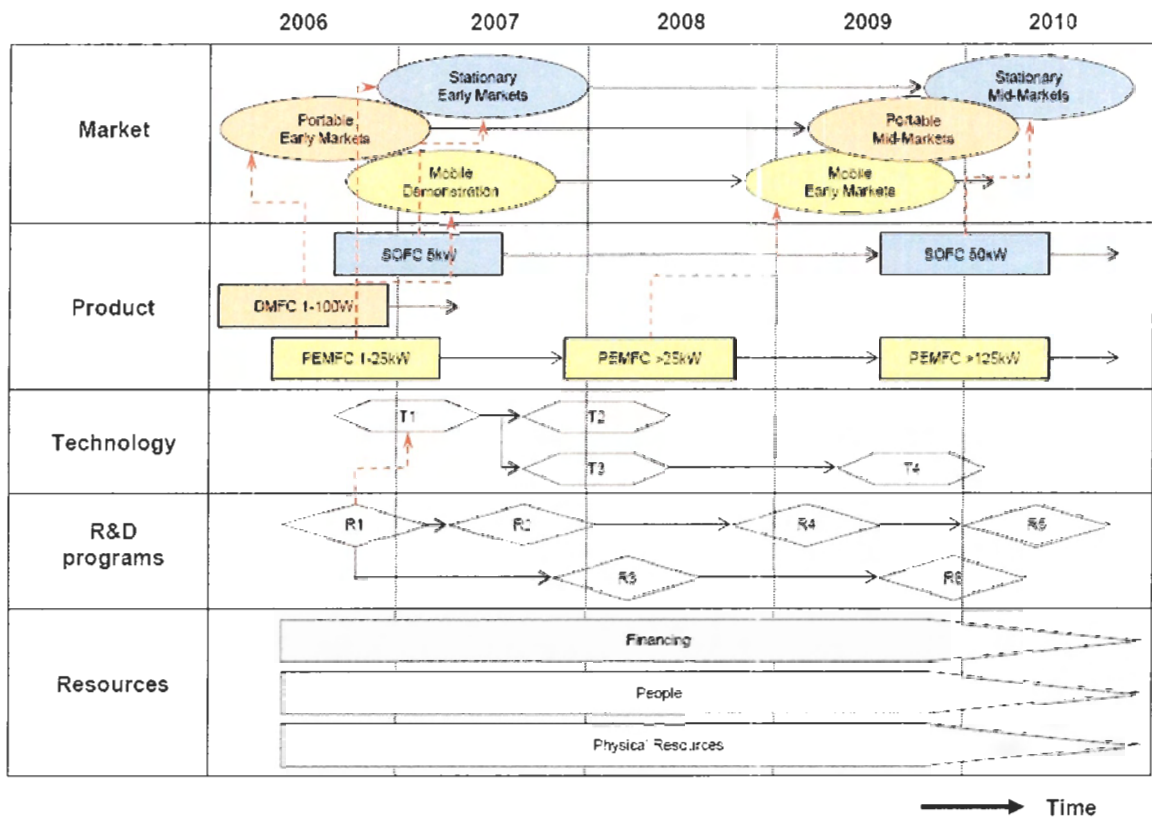 2006 2007 2008 2009 2010
Market
Stationary
Early Markets
Stationary
Mid-Markets
Portable
Early Markets
Portable
Mid-Markets
Mobile
Demonstration
Mobile
Early Markets
Product
SOFC 5kW
SOFC 50kW
DMFC 1-100W
PEMFC 1-25kW
PEMFC >25kW
PEMFC >125kW
Technology
T1
T2
T3
T4
R&D
programs
R1
R2
R4
R5
R3
R6
Resources
Financing
People
Physical Resources
Time